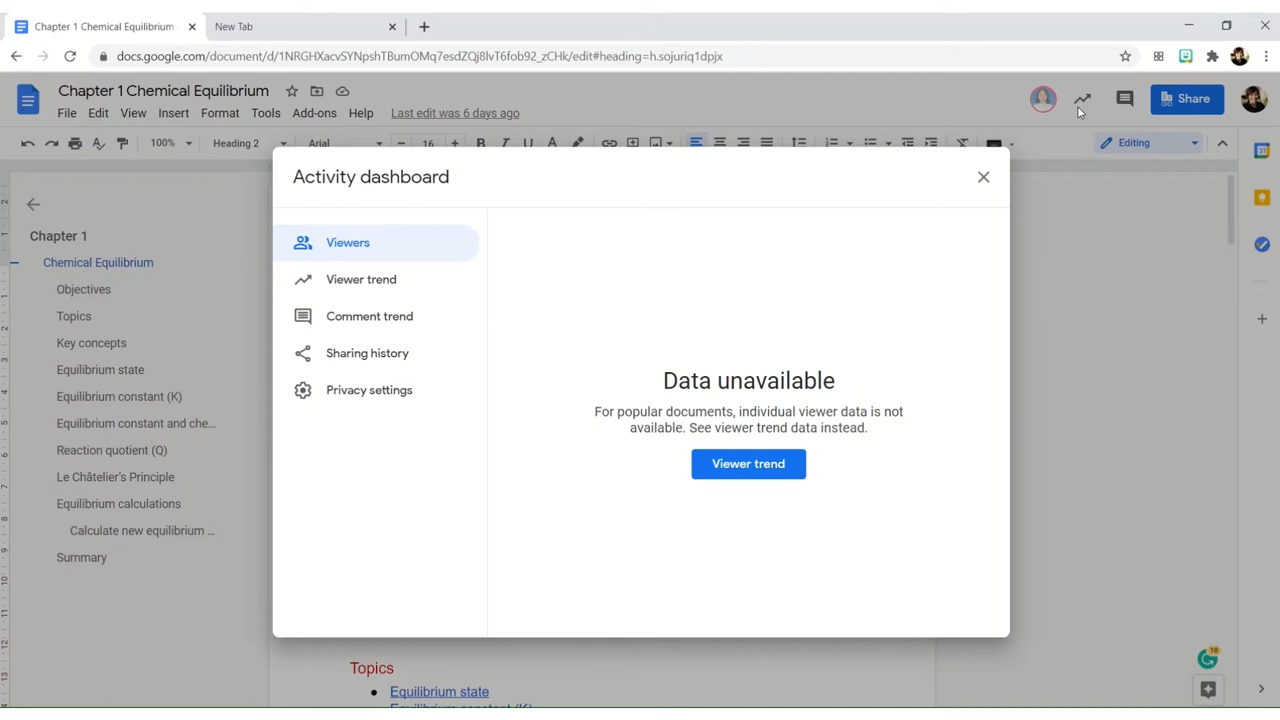 Chapter 1 Chemical Equilibrium
New Tab
docs.google.com/document/d/1NRGHXacvSYNpshTBumOMq7esdZQj8lvT6fob92_zCHk/edit#heading=h.sojuriq1dpjx
Chapter 1 Chemical Equilibrium
File Edit View Insert Format Tools Add-ons Help Last edit was 6 days ago
Share
100% Heading 2 Arial 16 B I U A Editing
Activity dashboard
Viewers
Viewer trend
Comment trend
Sharing history
Privacy settings
Data unavailable
For popular documents, individual viewer data is not
available. See viewer trend data instead.
Viewer trend
Chapter 1
Chemical Equilibrium
Objectives
Topics
Key concepts
Equilibrium state
Equilibrium constant (K)
Equilibrium constant and che...
Reaction quotient (Q)
Le Châtelier's Principle
Equilibrium calculations
Calculate new equilibrium ...
Summary
Topics
Equilibrium state
Equilibrium constant (K)
18